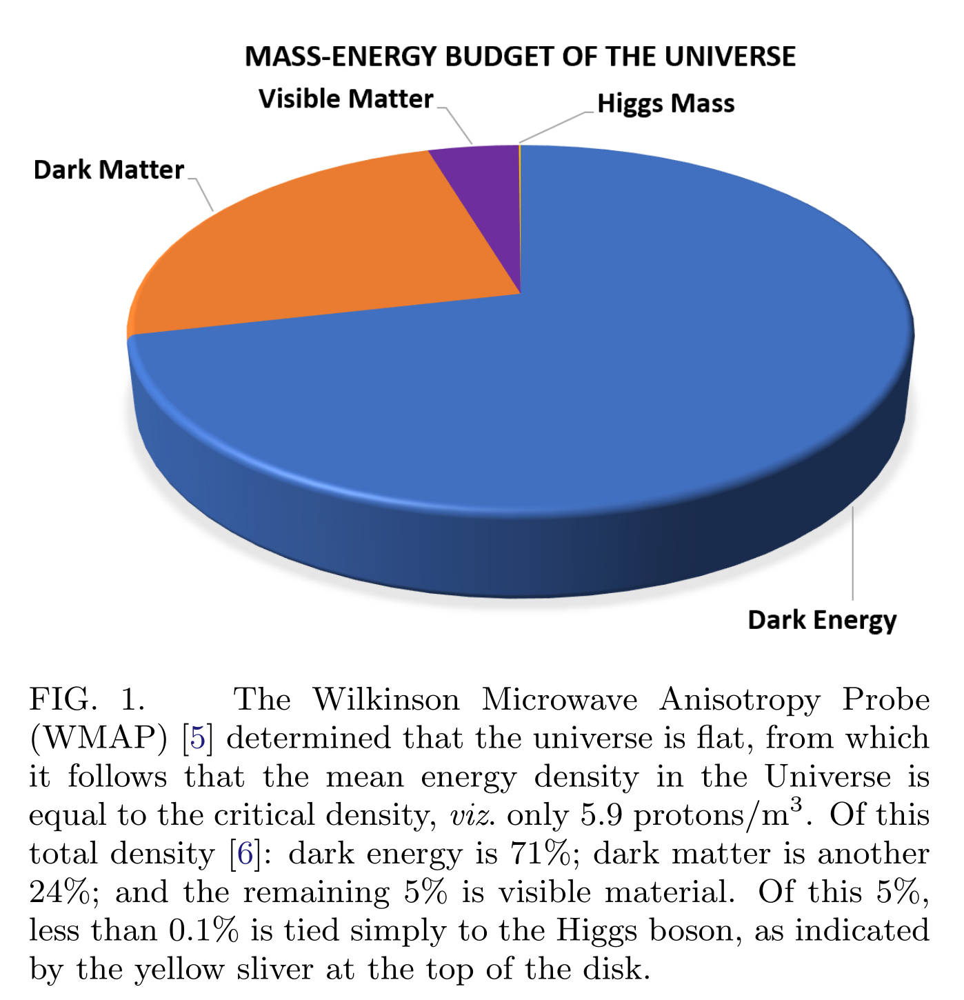 MASS-ENERGY BUDGET OF THE UNIVERSE
Visible Matter
Higgs Mass
Dark Matter
Dark Energy
FIG. 1. The Wilkinson Microwave Anisotropy Probe
(WMAP) [5] determined that the universe is flat, from which
it follows that the mean energy density in the Universe is
equal to the critical density, viz. only 5.9 protons/m³. Of this
total density [6]: dark energy is 71%; dark matter is another
24%; and the remaining 5% is visible material. Of this 5%,
less than 0.1% is tied simply to the Higgs boson, as indicated
by the yellow sliver at the top of the disk.